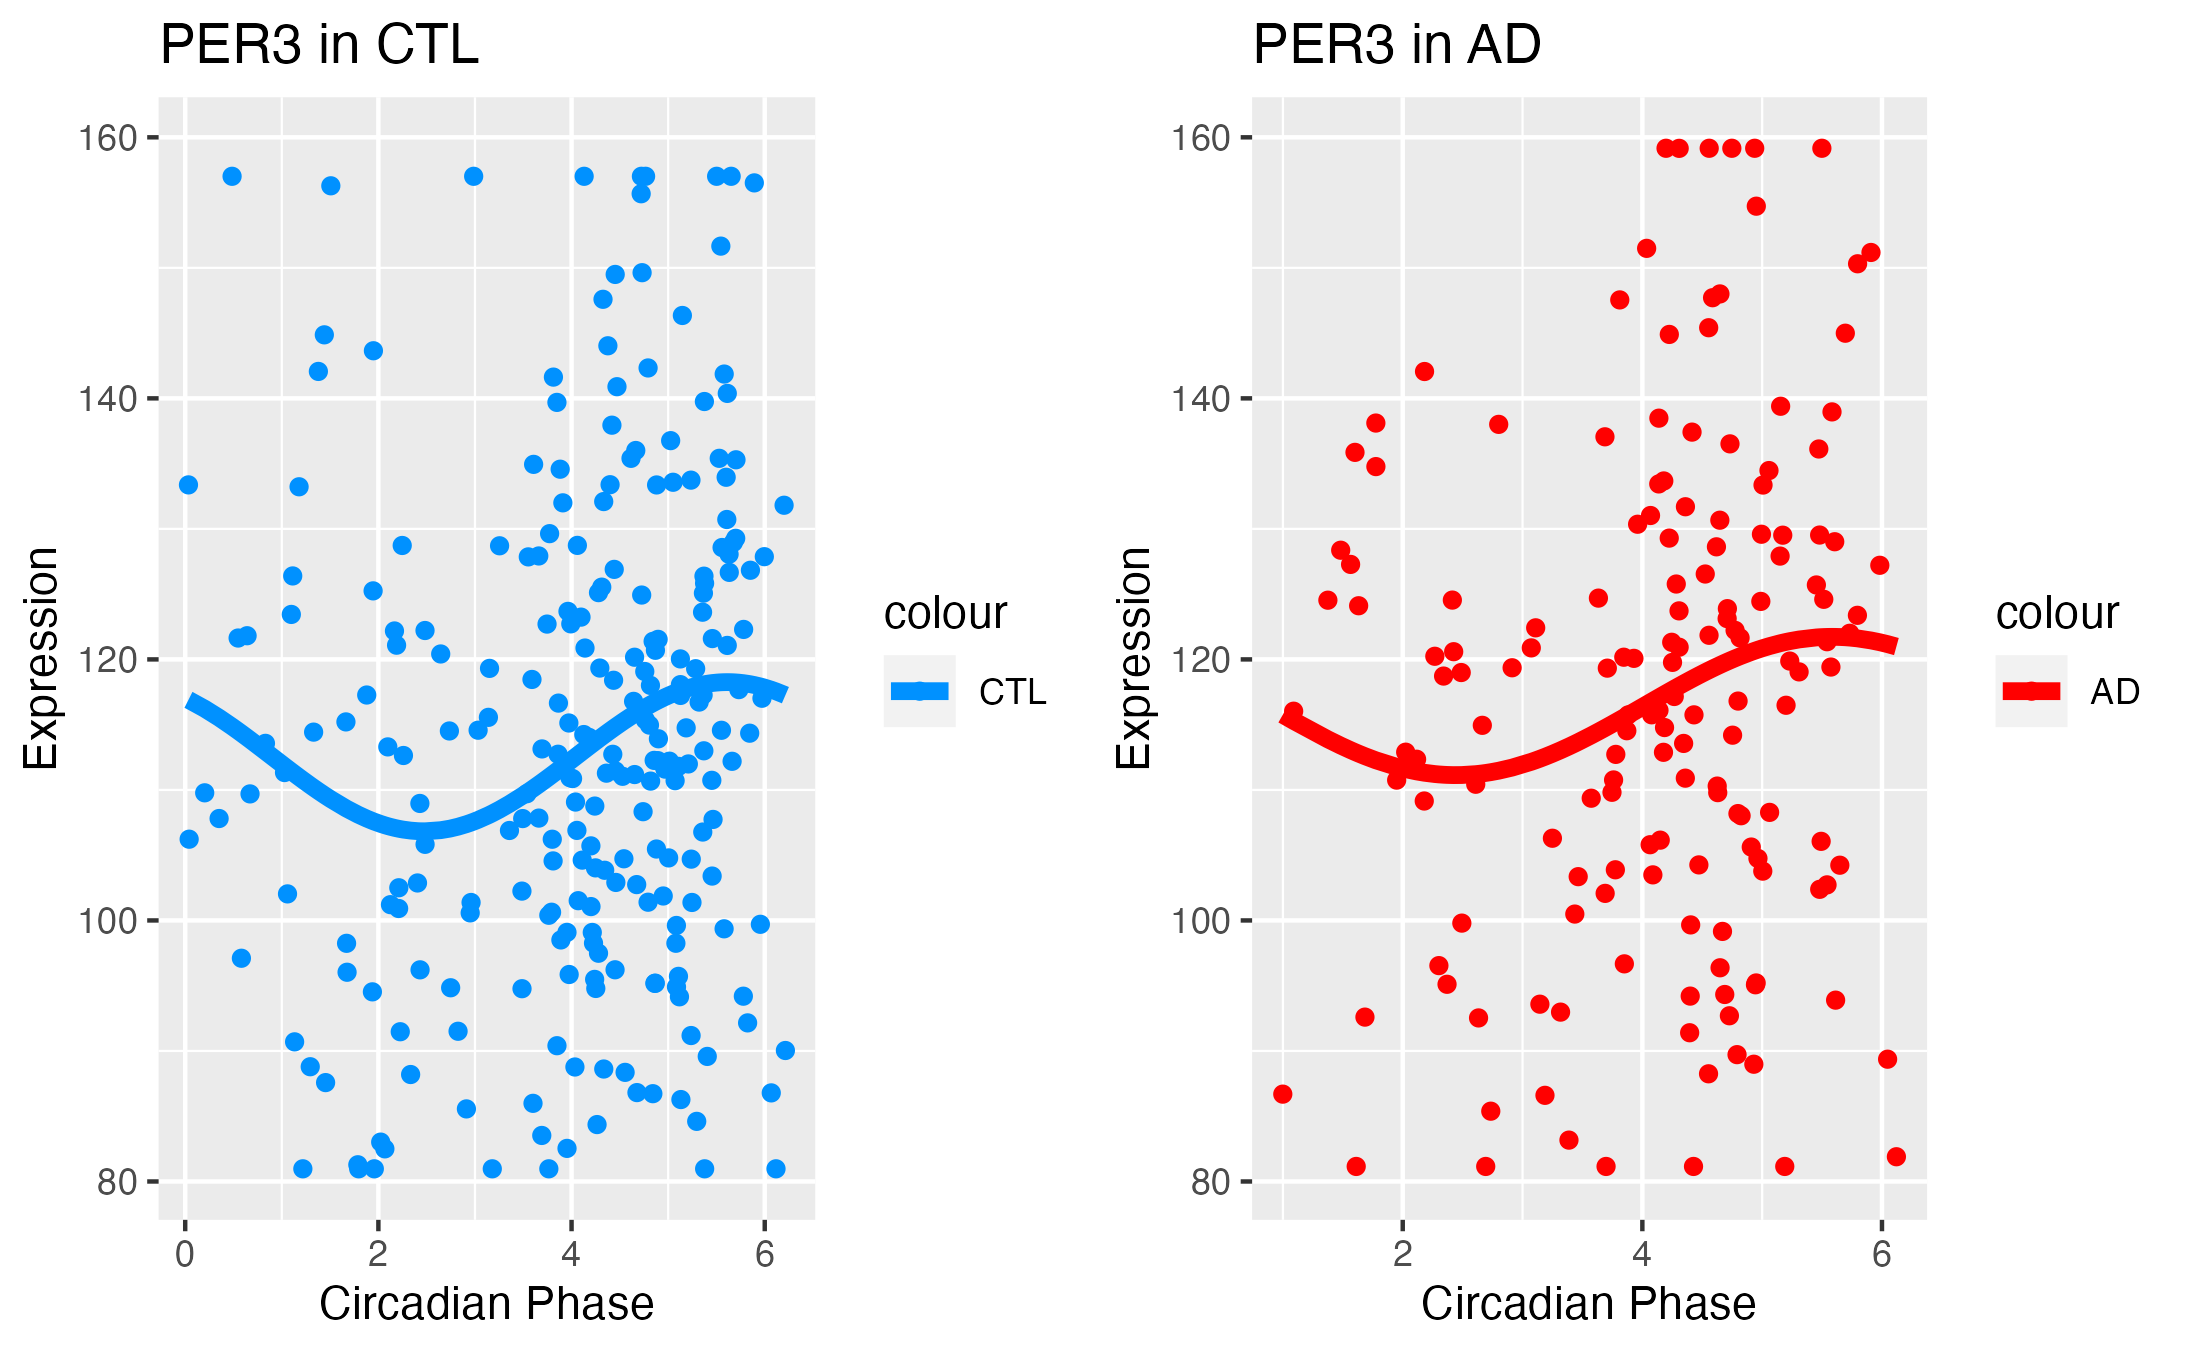 PER3 in CTL
160
140
120
100
80
Expression
0 2 4 6
Circadian Phase
colour
CTL
PER3 in AD
160
140
120
100
80
Expression
2 4 6
Circadian Phase
colour
AD